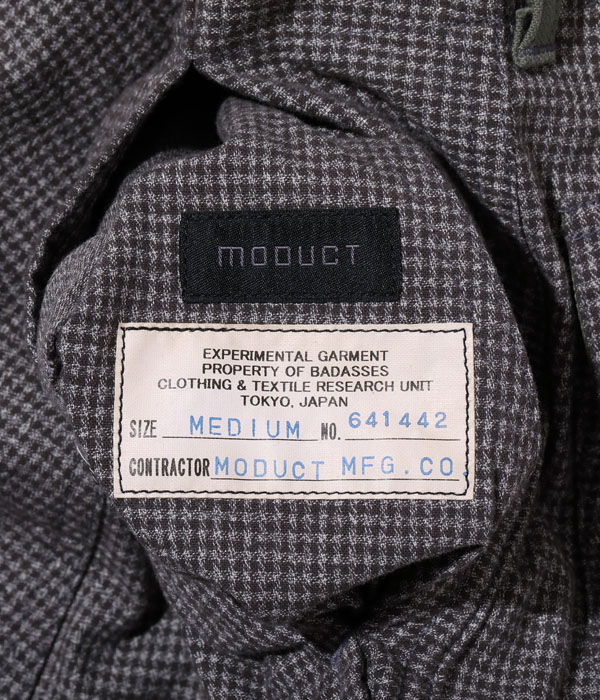 MODUCT
EXPERIMENTAL GARMENT
PROPERTY OF BADASSES
CLOTHING & TEXTILE RESEARCH UNIT
TOKYO, JAPAN
SIZE MEDIUM NO. 641442
CONTRACTOR MODUCT MFG.CO.